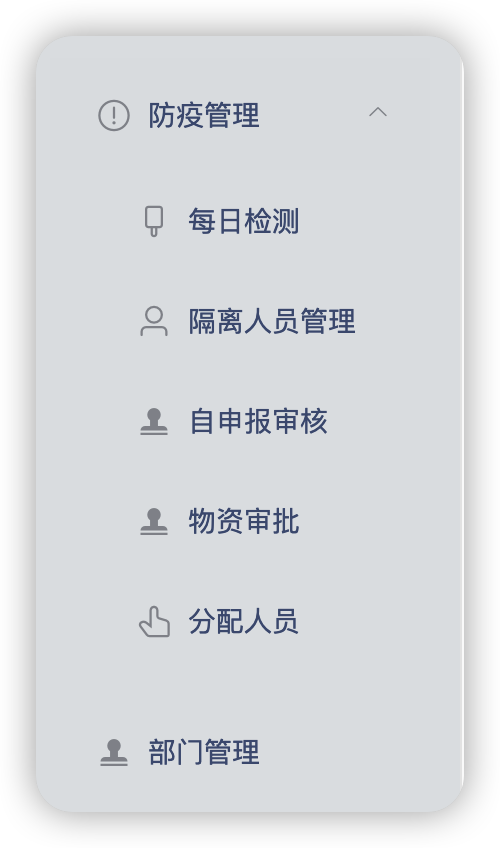 防疫管理
每日检测
隔离人员管理
自申报审核
物资审批
分配人员
部门管理